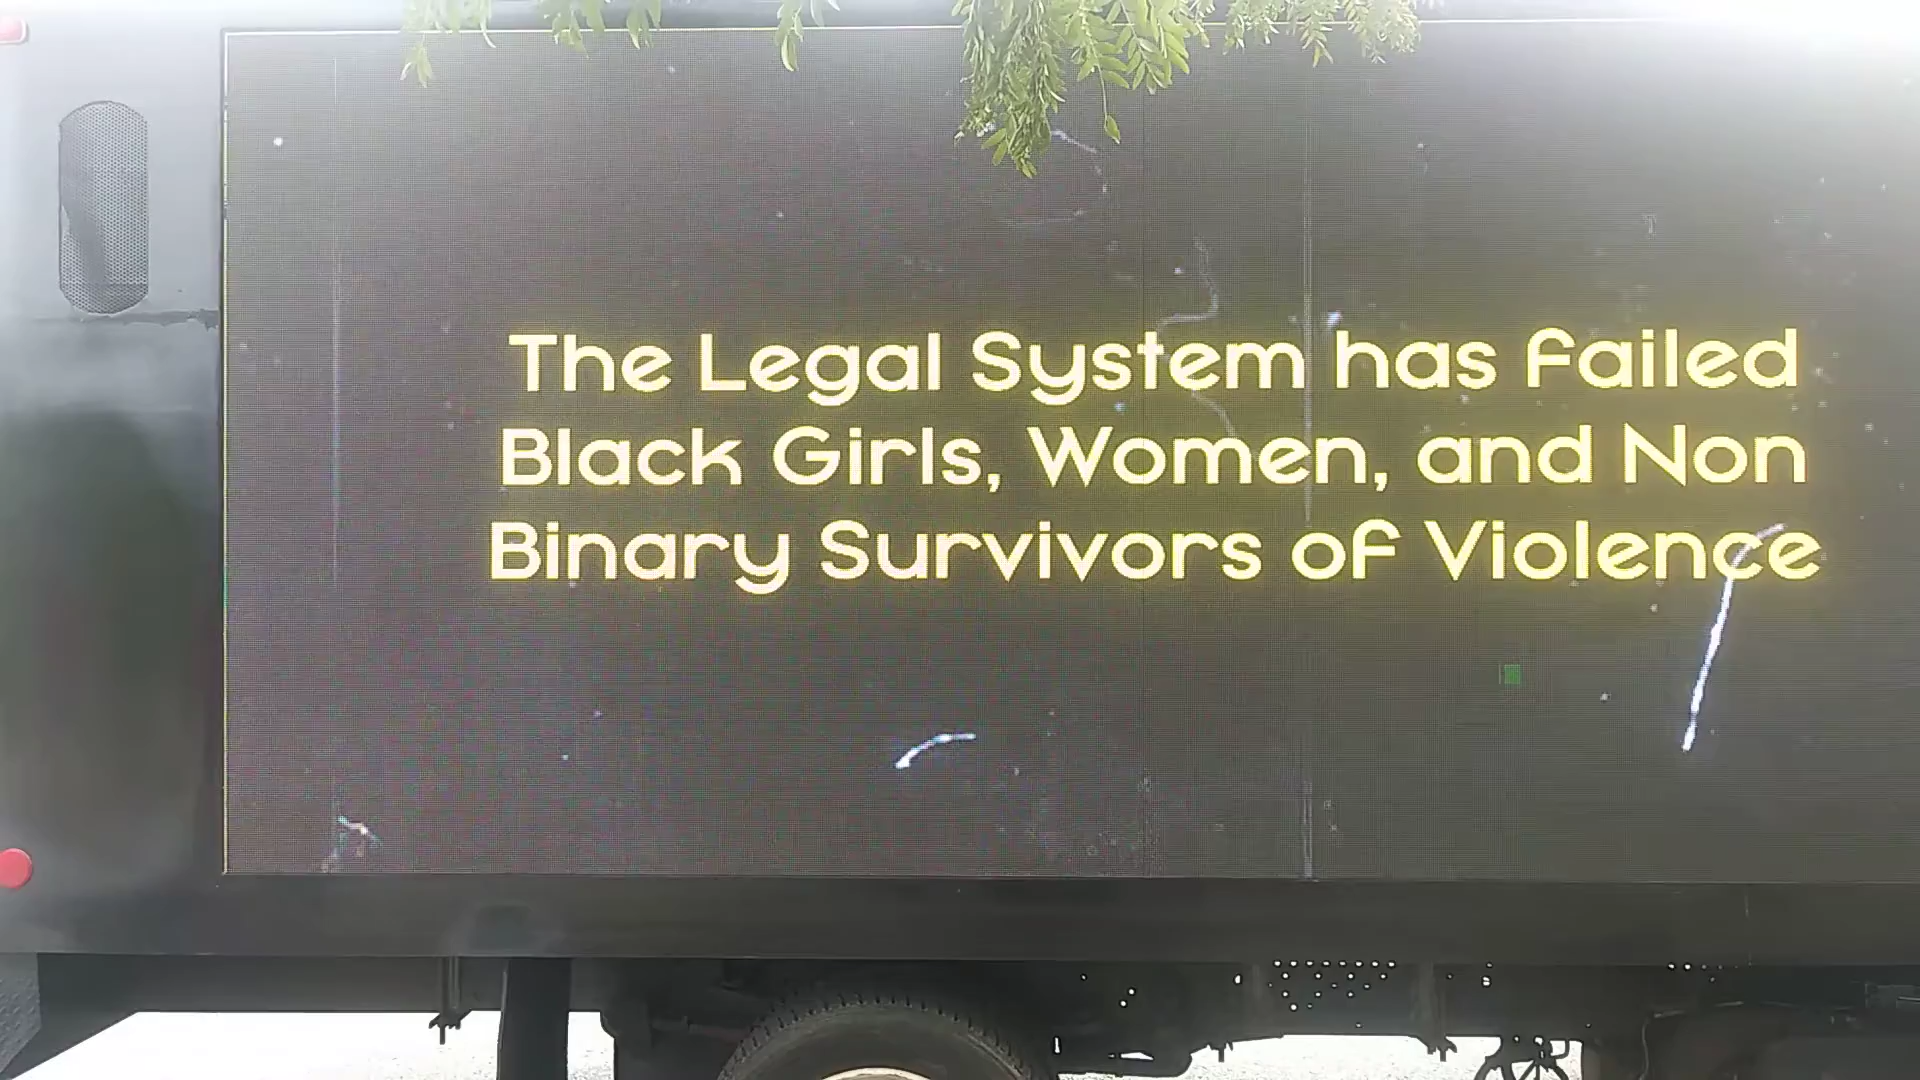 The Legal System has Failed
Black Girls, Women, and Non
Binary Survivors of Violence